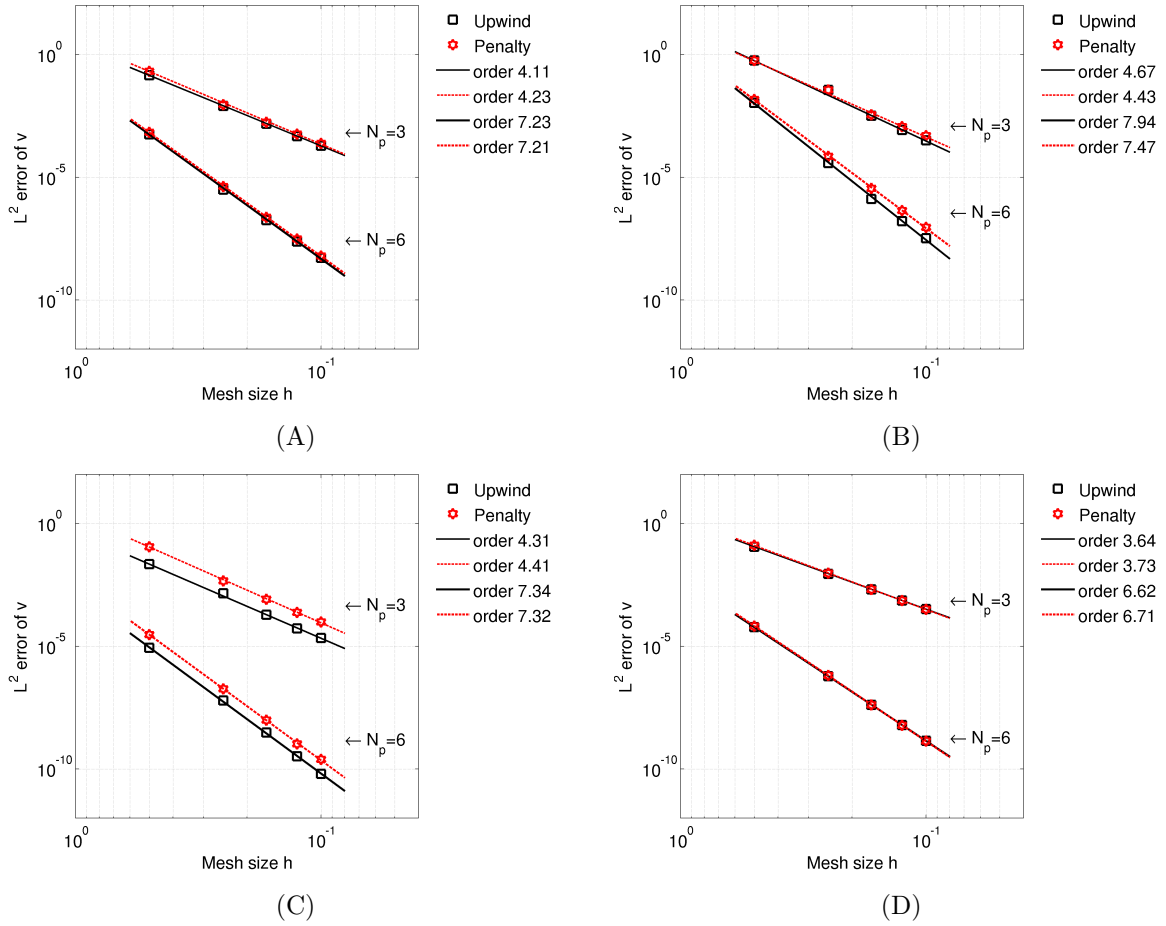 10^0
10^-5
10^-10
L^2 error of v
10^0
10^-1
Mesh size h
← N_p=3
← N_p=6
Upwind
Penalty
order 4.11
order 4.23
order 7.23
order 7.21
(A)
10^0
10^-5
10^-10
L^2 error of v
10^0
10^-1
Mesh size h
← N_p=3
← N_p=6
Upwind
Penalty
order 4.67
order 4.43
order 7.94
order 7.47
(B)
10^0
10^-5
10^-10
L^2 error of v
10^0
10^-1
Mesh size h
← N_p=3
← N_p=6
Upwind
Penalty
order 4.31
order 4.41
order 7.34
order 7.32
(C)
10^0
10^-5
10^-10
L^2 error of v
10^0
10^-1
Mesh size h
← N_p=3
← N_p=6
Upwind
Penalty
order 3.64
order 3.73
order 6.62
order 6.71
(D)